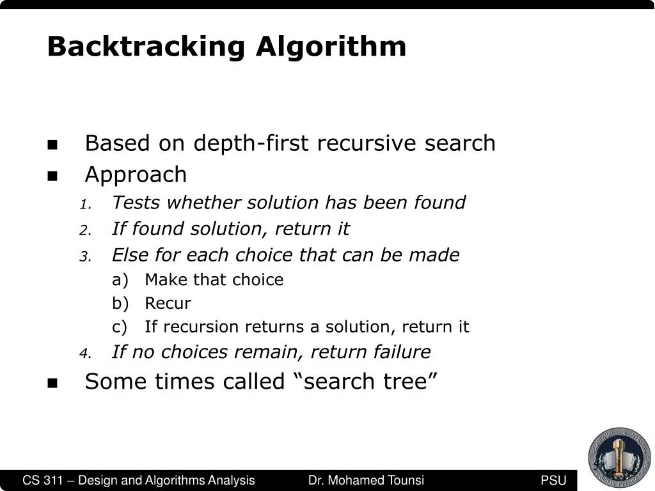 Backtracking Algorithm
■ Based on depth-first recursive search
■ Approach
1. Tests whether solution has been found
2. If found solution, return it
3. Else for each choice that can be made
a) Make that choice
b) Recur
c) If recursion returns a solution, return it
4. If no choices remain, return failure
■ Some times called “search tree”
CS 311 – Design and Algorithms Analysis Dr. Mohamed Tounsi PSU